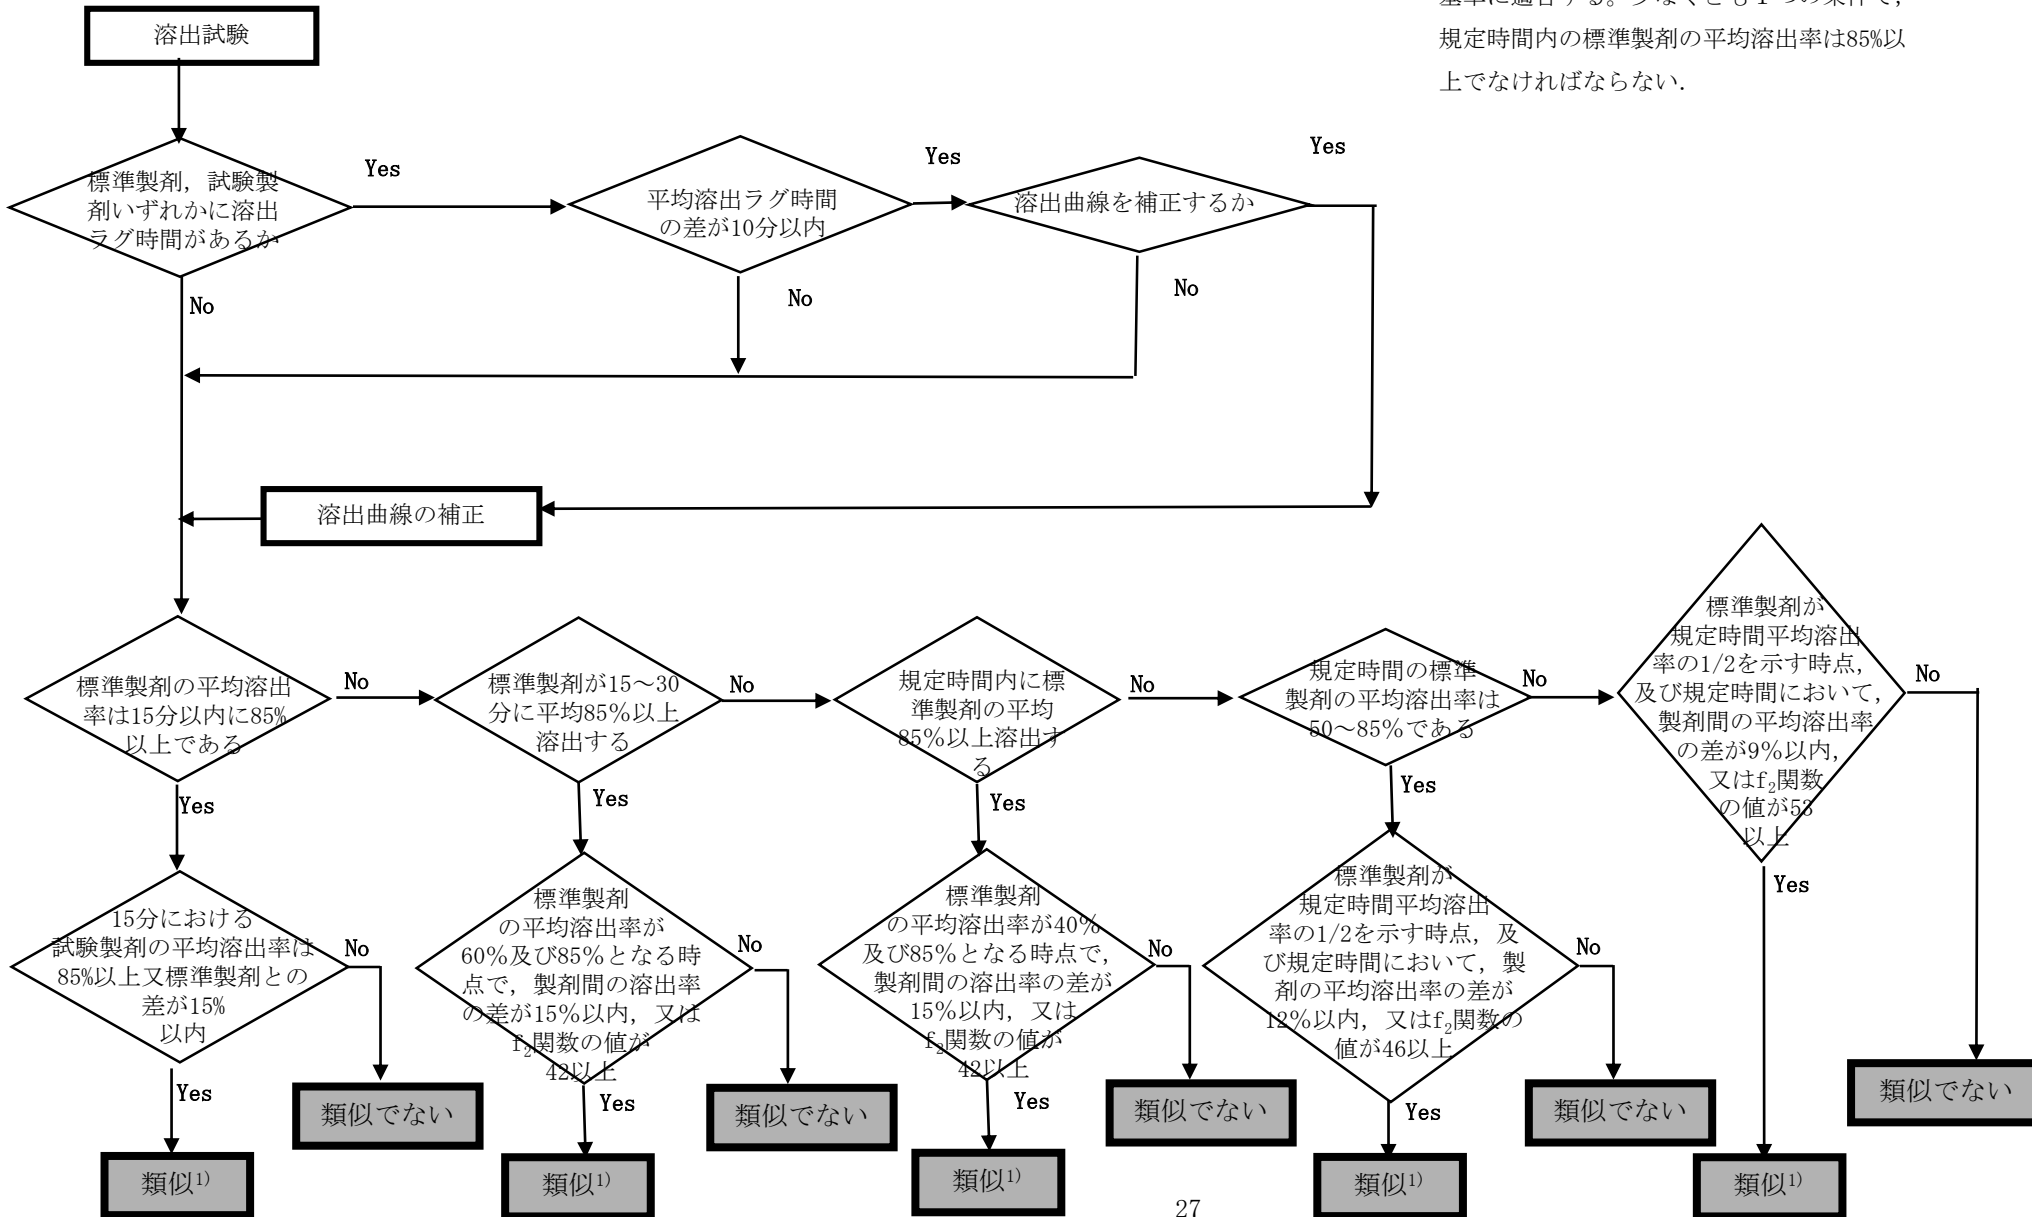 溶出試験
基準に適合する。少なくとも1つの条件で，
規定時間内の標準製剤の平均溶出率は85%以
上でなければならない.
標準製剤，試験製
剤いずれかに溶出
ラグ時間があるか
Yes
平均溶出ラグ時間
の差が10分以内
Yes
溶出曲線を補正するか
Yes
No
No
No
溶出曲線の補正
標準製剤の平均溶出
率は15分以内に85%
以上である
No
標準製剤が15～30
分に平均85％以上
溶出する
No
規定時間内に標
準製剤の平均
85％以上溶出す
る
No
規定時間の標準
製剤の平均溶出率は
50～85％である
No
標準製剤が
規定時間平均溶出
率の1/2を示す時点，
及び規定時間において，
製剤間の平均溶出率
の差が9％以内，
又はf2関数
の値が53
以上
No
Yes
Yes
Yes
Yes
Yes
15分における
試験製剤の平均溶出率は
85%以上又標準製剤との
差が15%
以内
No
標準製剤
の平均溶出率が
60％及び85％となる時
点で，製剤間の溶出率
の差が15％以内，又は
f2関数の値が
42以上
No
標準製剤
の平均溶出率が40%
及び85％となる時点で，
製剤間の溶出率の差が
15％以内，又は
f2関数の値が
42以上
No
標準製剤が
規定時間平均溶出
率の1/2を示す時点，及
び規定時間において，製
剤の平均溶出率の差が
12％以内，又はf2関数の
値が46以上
No
Yes
Yes
Yes
Yes
類似でない
類似でない
類似でない
類似でない
類似でない
類似1)
類似1)
類似1)
類似1)
類似1)
27